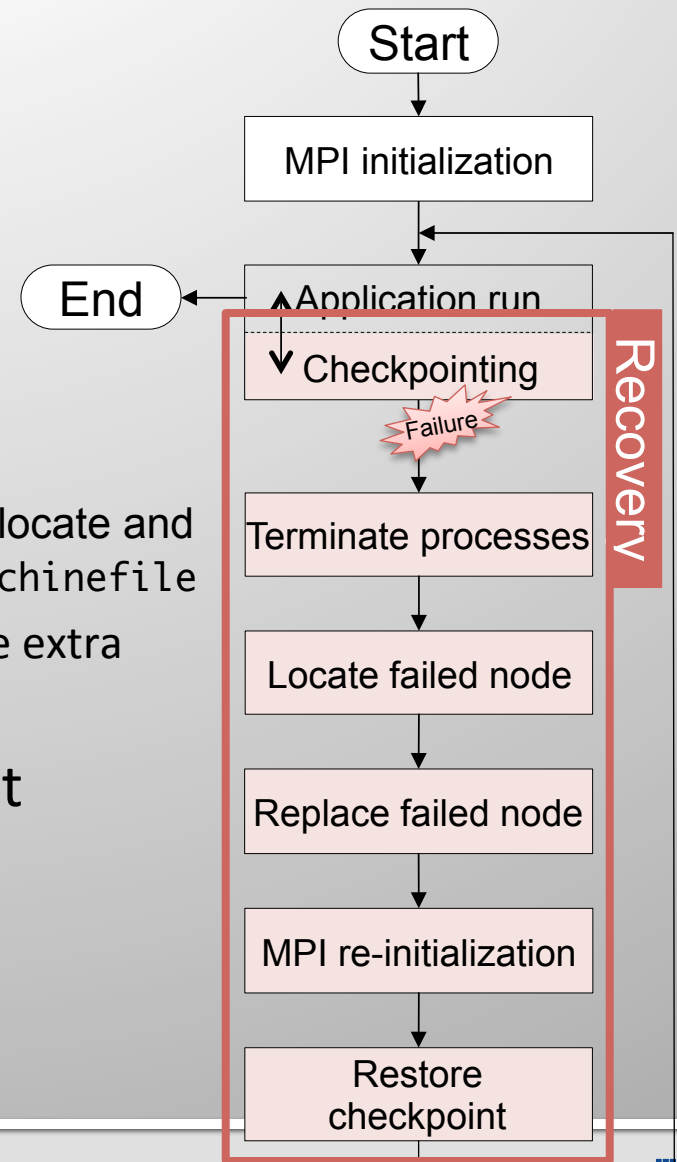 Start
MPI initialization
End
Application run
Checkpointing
Failure
Recovery
locate and
chinefile
e extra
t
Terminate processes
Locate failed node
Replace failed node
MPI re-initialization
Restore
checkpoint